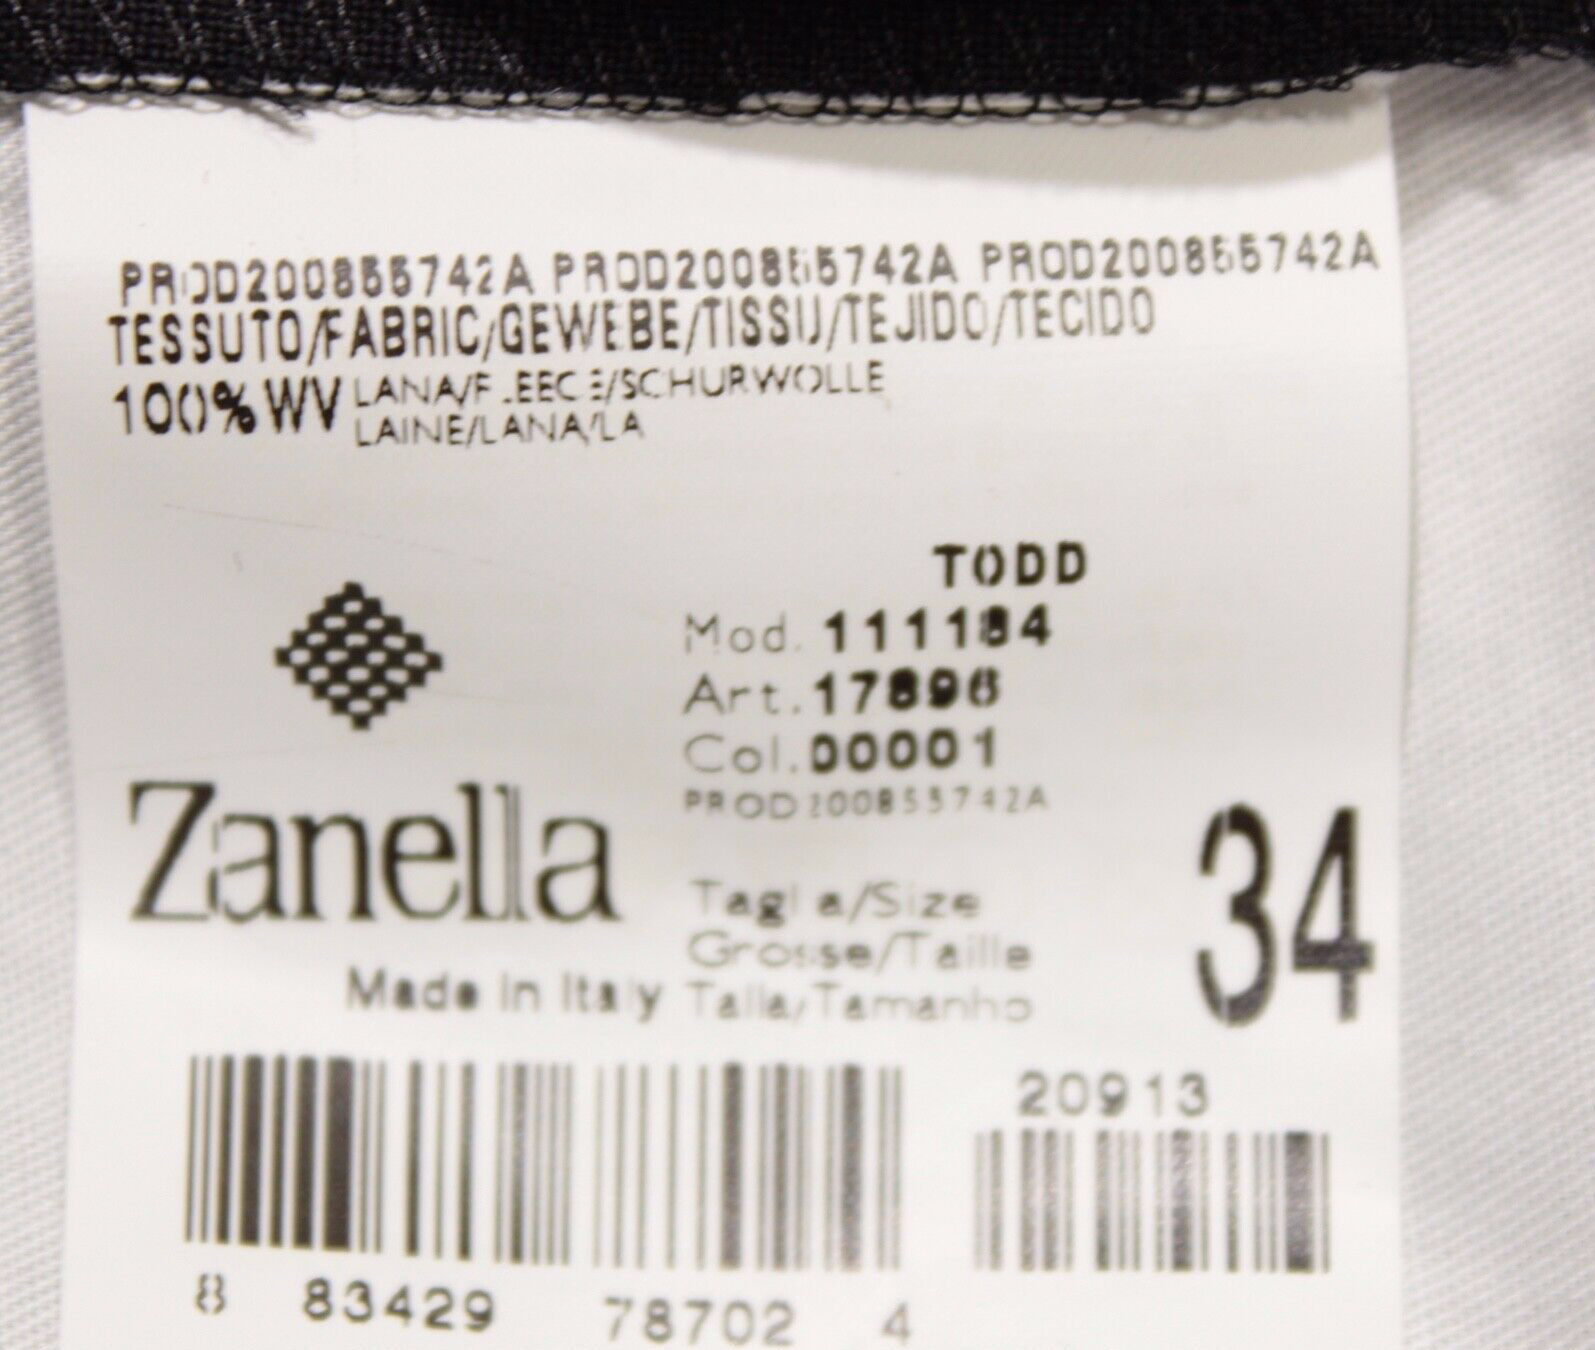 PROD200855742A PROD200855742A PROD200855742A
TESSUTO/FABRIC/GEWEBE/TISSU/TEJIDO/TECIDO
100%WV LANA/FLEECE/SCHURWOLLE
LAINE/LANA/LA
TODD
Mod. 111184
Art. 17896
Col. 00001
PROD200855742A
Zanella
Taglia/Size
Grosse/Taille
Made in Italy Talla/Tamanho
34
20913
8 83429 78702 4